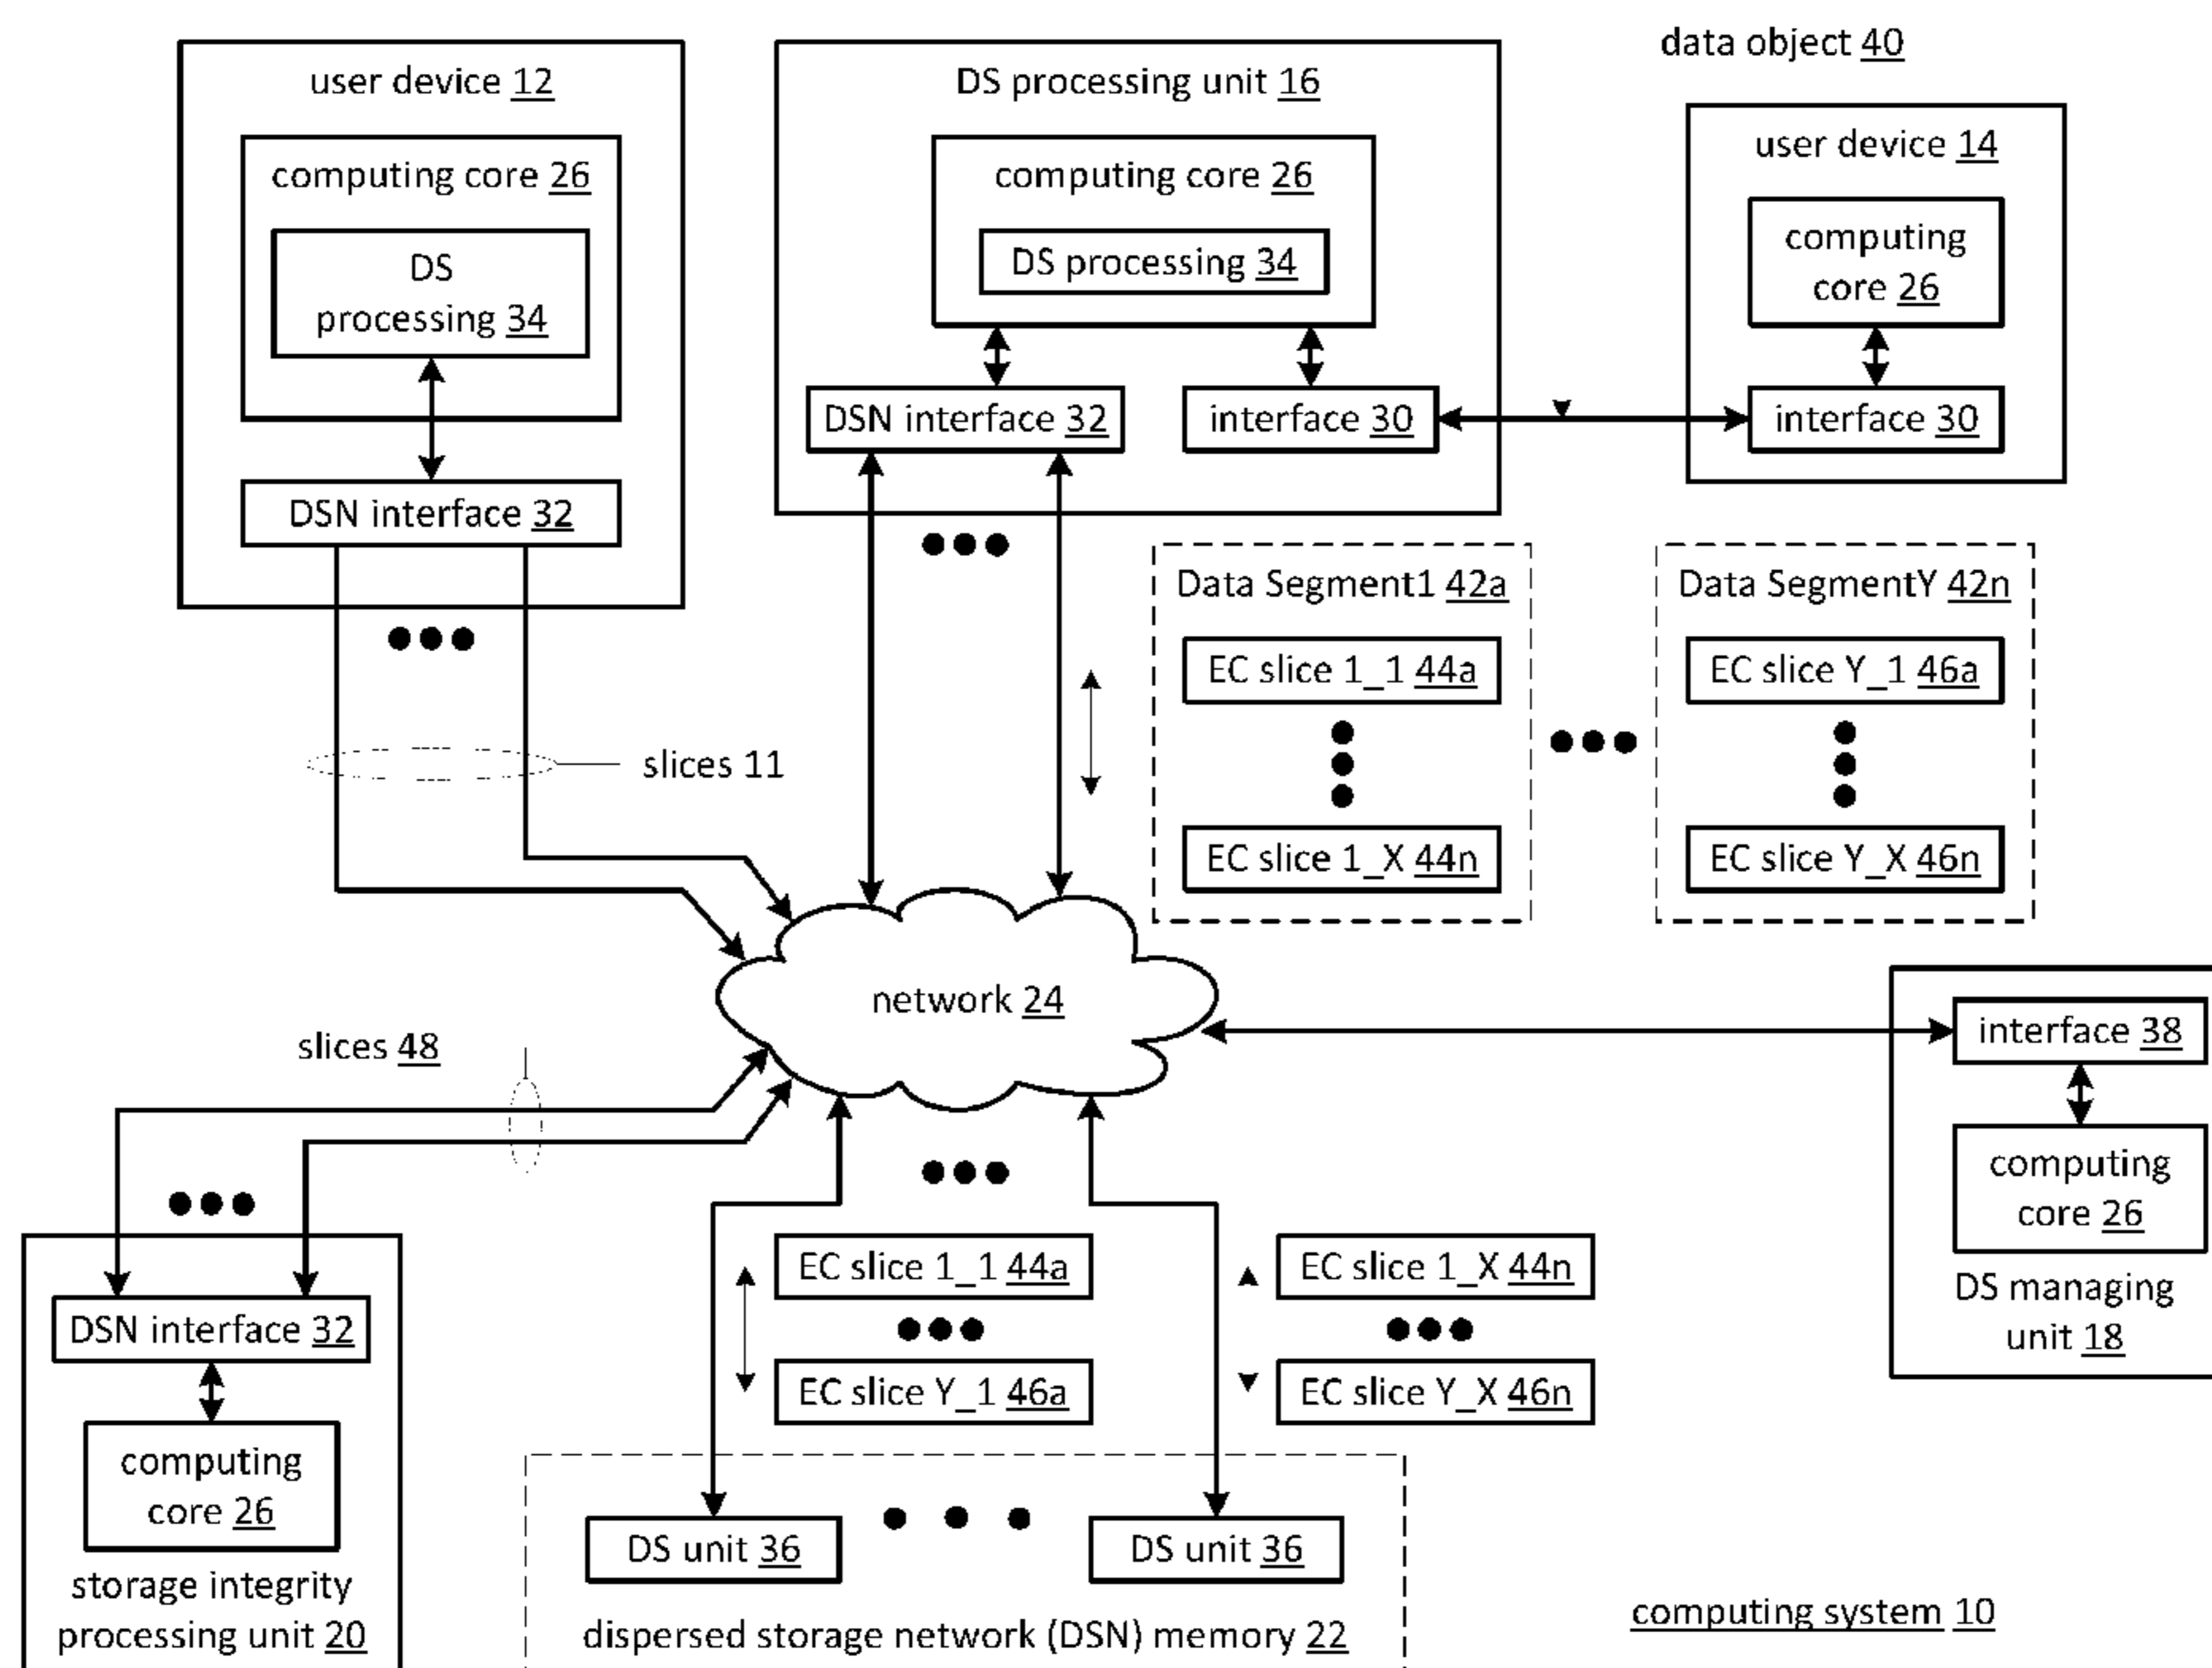 data object 40
user device 12
computing core 26
DS
processing 34
DSN interface 32
DS processing unit 16
computing core 26
DS processing 34
DSN interface 32
interface 30
user device 14
computing
core 26
interface 30
slices 11
Data Segment1 42a
EC slice 1_1 44a
EC slice 1_X 44n
Data SegmentY 42n
EC slice Y_1 46a
EC slice Y_X 46n
network 24
slices 48
interface 38
computing
core 26
DS managing
unit 18
DSN interface 32
computing
core 26
storage integrity
processing unit 20
EC slice 1_1 44a
EC slice Y_1 46a
EC slice 1_X 44n
EC slice Y_X 46n
DS unit 36
DS unit 36
dispersed storage network (DSN) memory 22
computing system 10